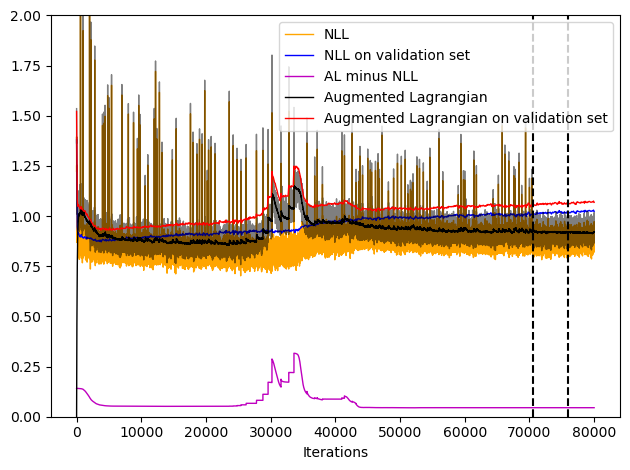 2.00
1.75
1.50
1.25
1.00
0.75
0.50
0.25
0.00
NLL
NLL on validation set
AL minus NLL
Augmented Lagrangian
Augmented Lagrangian on validation set
0 10000 20000 30000 40000 50000 60000 70000 80000
Iterations